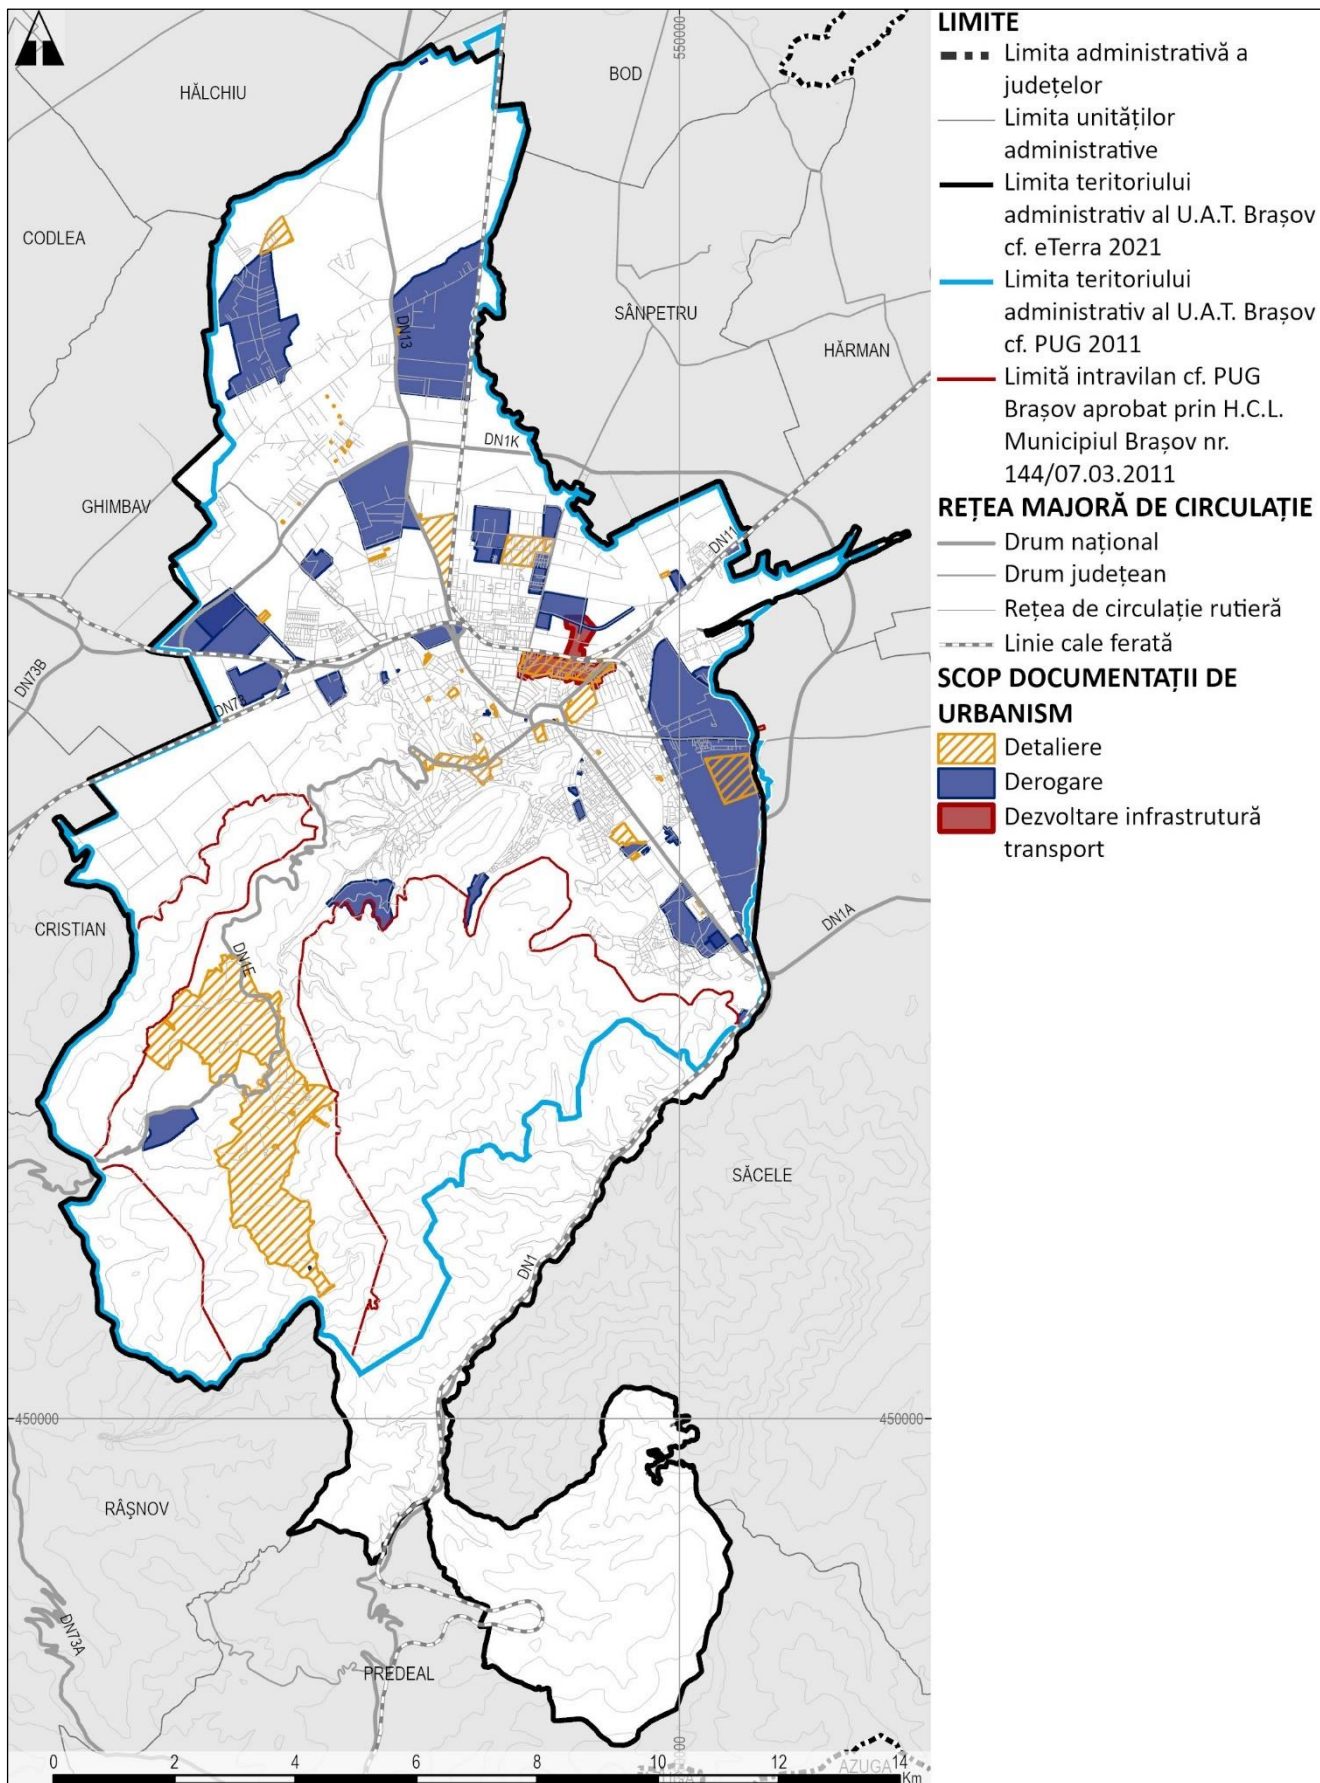 LIMITE
Limita administrativă a
județelor
Limita unităților
administrative
Limita teritoriului
administrativ al U.A.T. Brașov
cf. eTerra 2021
Limita teritoriului
administrativ al U.A.T. Brașov
cf. PUG 2011
Limită intravilan cf. PUG
Brașov aprobat prin H.C.L.
Municipiul Brașov nr.
144/07.03.2011
REȚEA MAJORĂ DE CIRCULAȚIE
Drum național
Drum județean
Rețea de circulație rutieră
Linie cale ferată
SCOP DOCUMENTAȚII DE
URBANISM
Detaliere
Derogare
Dezvoltare infrastrutură
transport
550000
BOD
HĂLCHIU
CODLEA
SÂNPETRU
DN13
HĂRMAN
DN1K
GHIMBAV
DN11
DN73B
DN73
CRISTIAN
DN1A
DN1E
SĂCELE
DN1
450000
450000
RÂȘNOV
DN73A
PREDEAL
AZUGA
0 2 4 6 8 10 12 14
Km